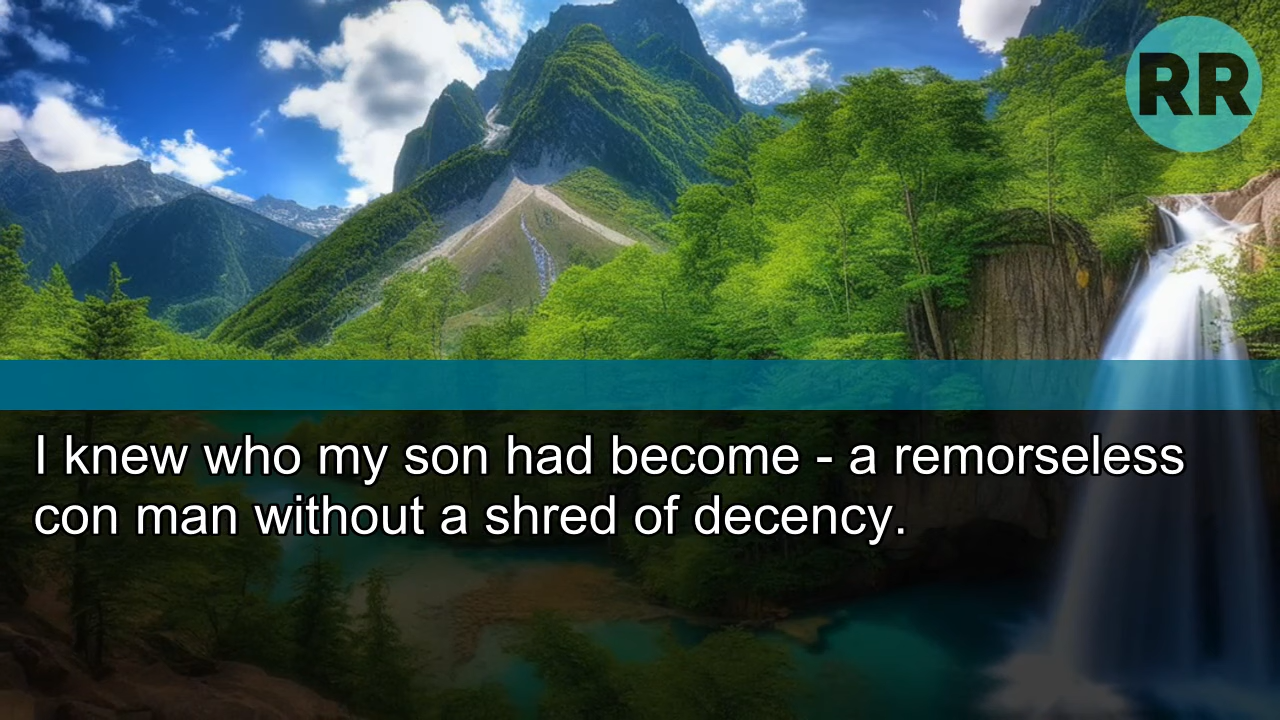 RR
I knew who my son had become - a remorseless
con man without a shred of decency.